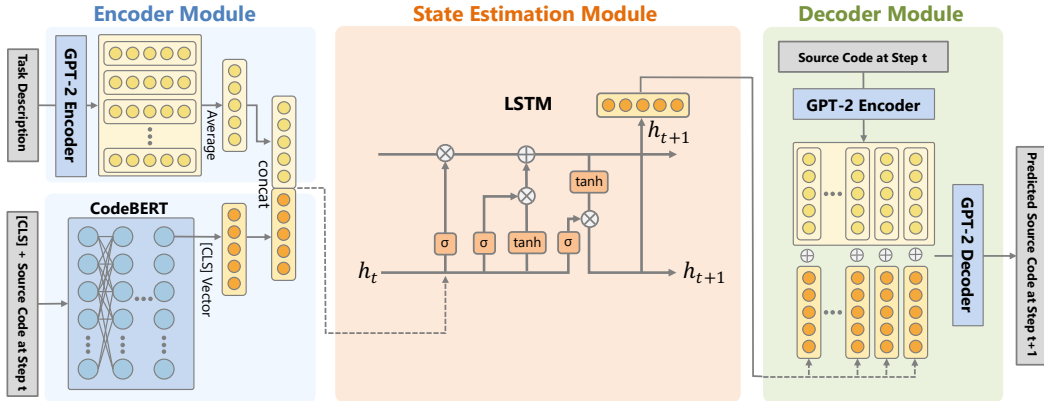 Encoder Module
State Estimation Module
Decoder Module
Task Description
GPT-2 Encoder
Average
concat
[CLS] + Source Code at Step t
CodeBERT
[CLS] Vector
LSTM
h_{t+1}
tanh
σ
σ
tanh
σ
h_t
h_{t+1}
Source Code at Step t
GPT-2 Encoder
GPT-2 Decoder
Predicted Source Code at Step t+1